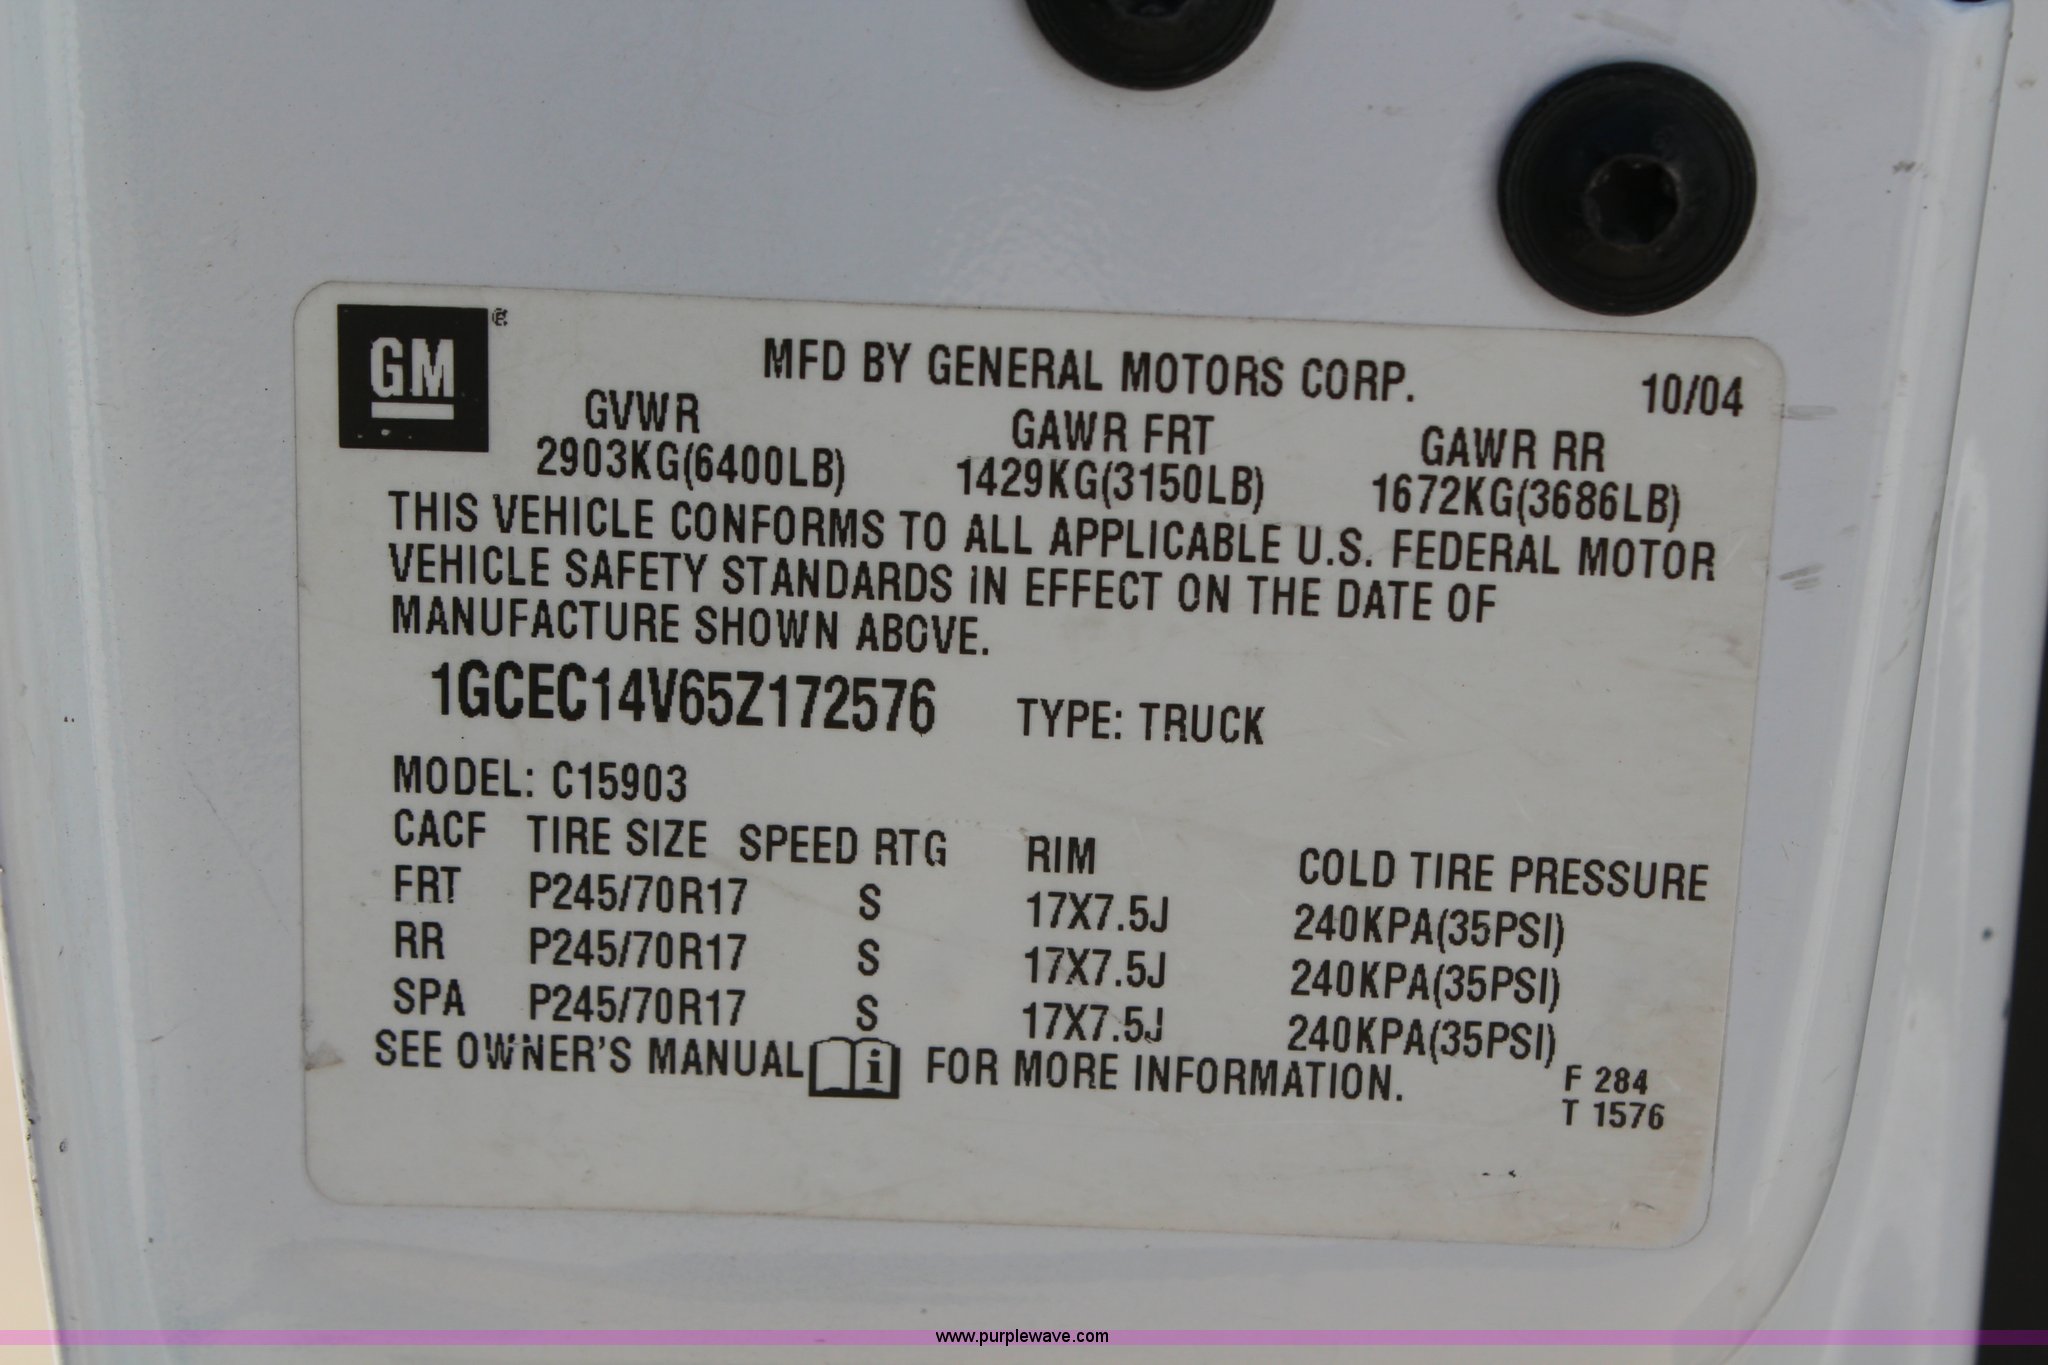 GM ®
MFD BY GENERAL MOTORS CORP. 10/04
GVWR GAWR FRT GAWR RR
2903KG(6400LB) 1429KG(3150LB) 1672KG(3686LB)
THIS VEHICLE CONFORMS TO ALL APPLICABLE U.S. FEDERAL MOTOR
VEHICLE SAFETY STANDARDS IN EFFECT ON THE DATE OF
MANUFACTURE SHOWN ABOVE.
1GCEC14V65Z172576 TYPE: TRUCK
MODEL: C15903
CACF TIRE SIZE SPEED RTG RIM COLD TIRE PRESSURE
FRT P245/70R17 S 17X7.5J 240KPA(35PSI)
RR P245/70R17 S 17X7.5J 240KPA(35PSI)
SPA P245/70R17 S 17X7.5J 240KPA(35PSI)
SEE OWNER'S MANUAL i FOR MORE INFORMATION.
F 284
T 1576
www.purplewave.com